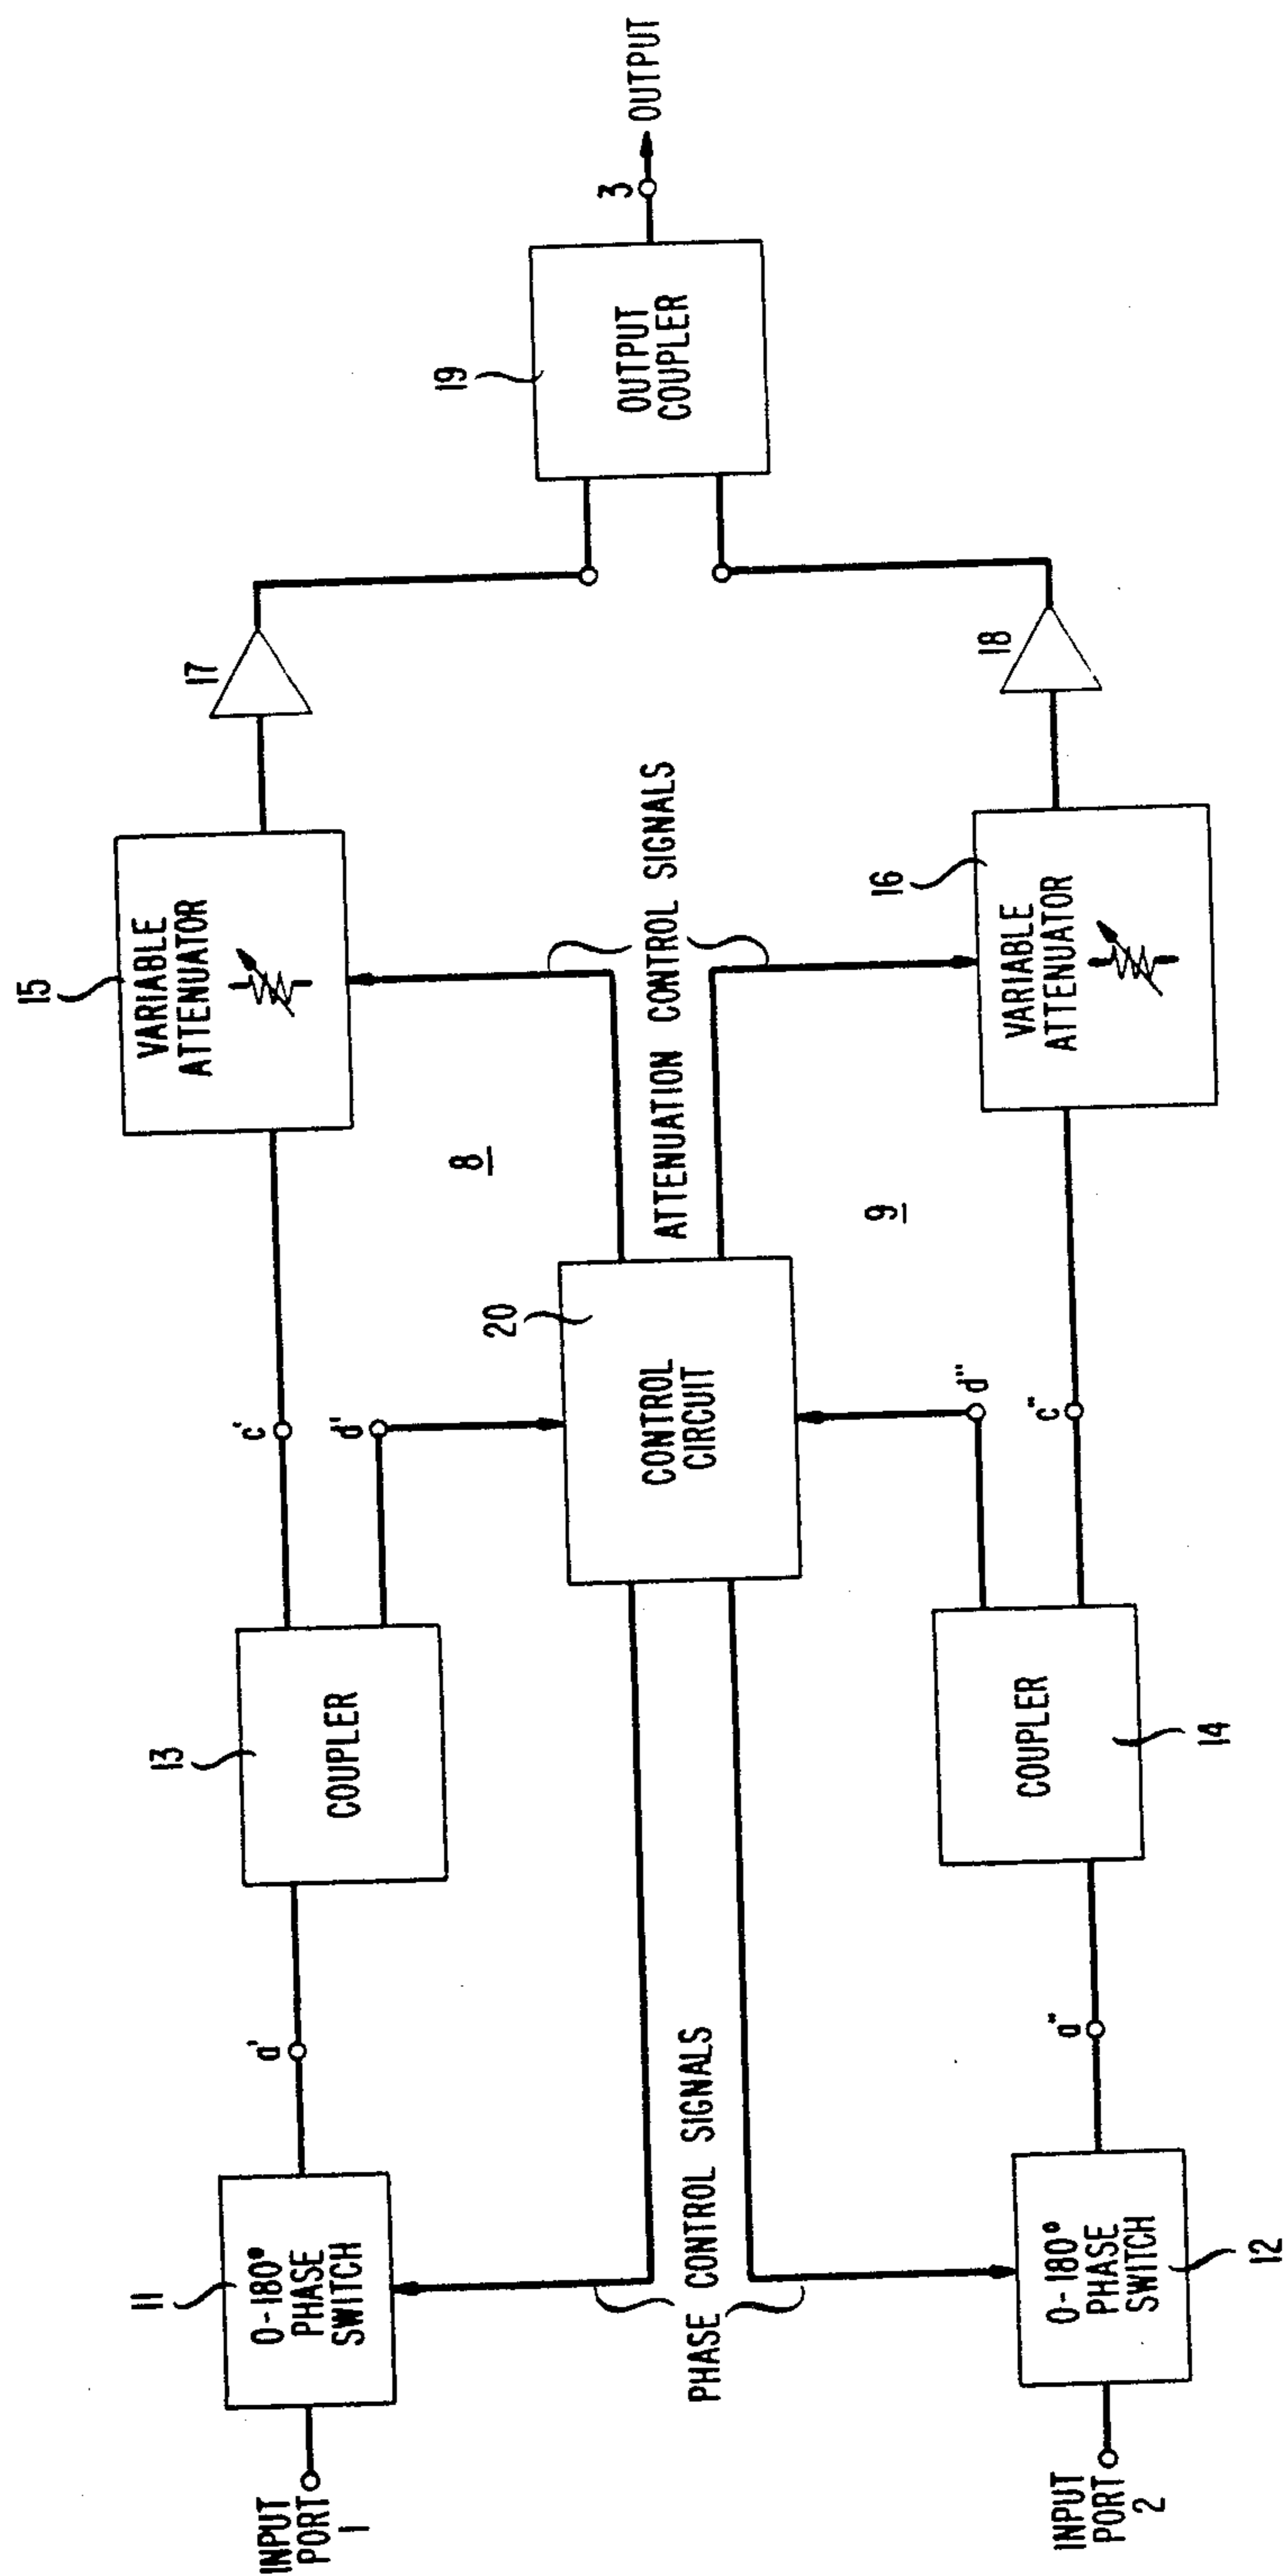 INPUT
PORT
1
11
0-180°
PHASE
SWITCH
a'
13
COUPLER
c'
d'
15
VARIABLE
ATTENUATOR
17
8
PHASE CONTROL SIGNALS
20
CONTROL
CIRCUIT
ATTENUATION CONTROL SIGNALS
19
OUTPUT
COUPLER
3
OUTPUT
9
INPUT
PORT
2
0-180°
PHASE
SWITCH
12
a"
COUPLER
14
d"
c"
16
VARIABLE
ATTENUATOR
18